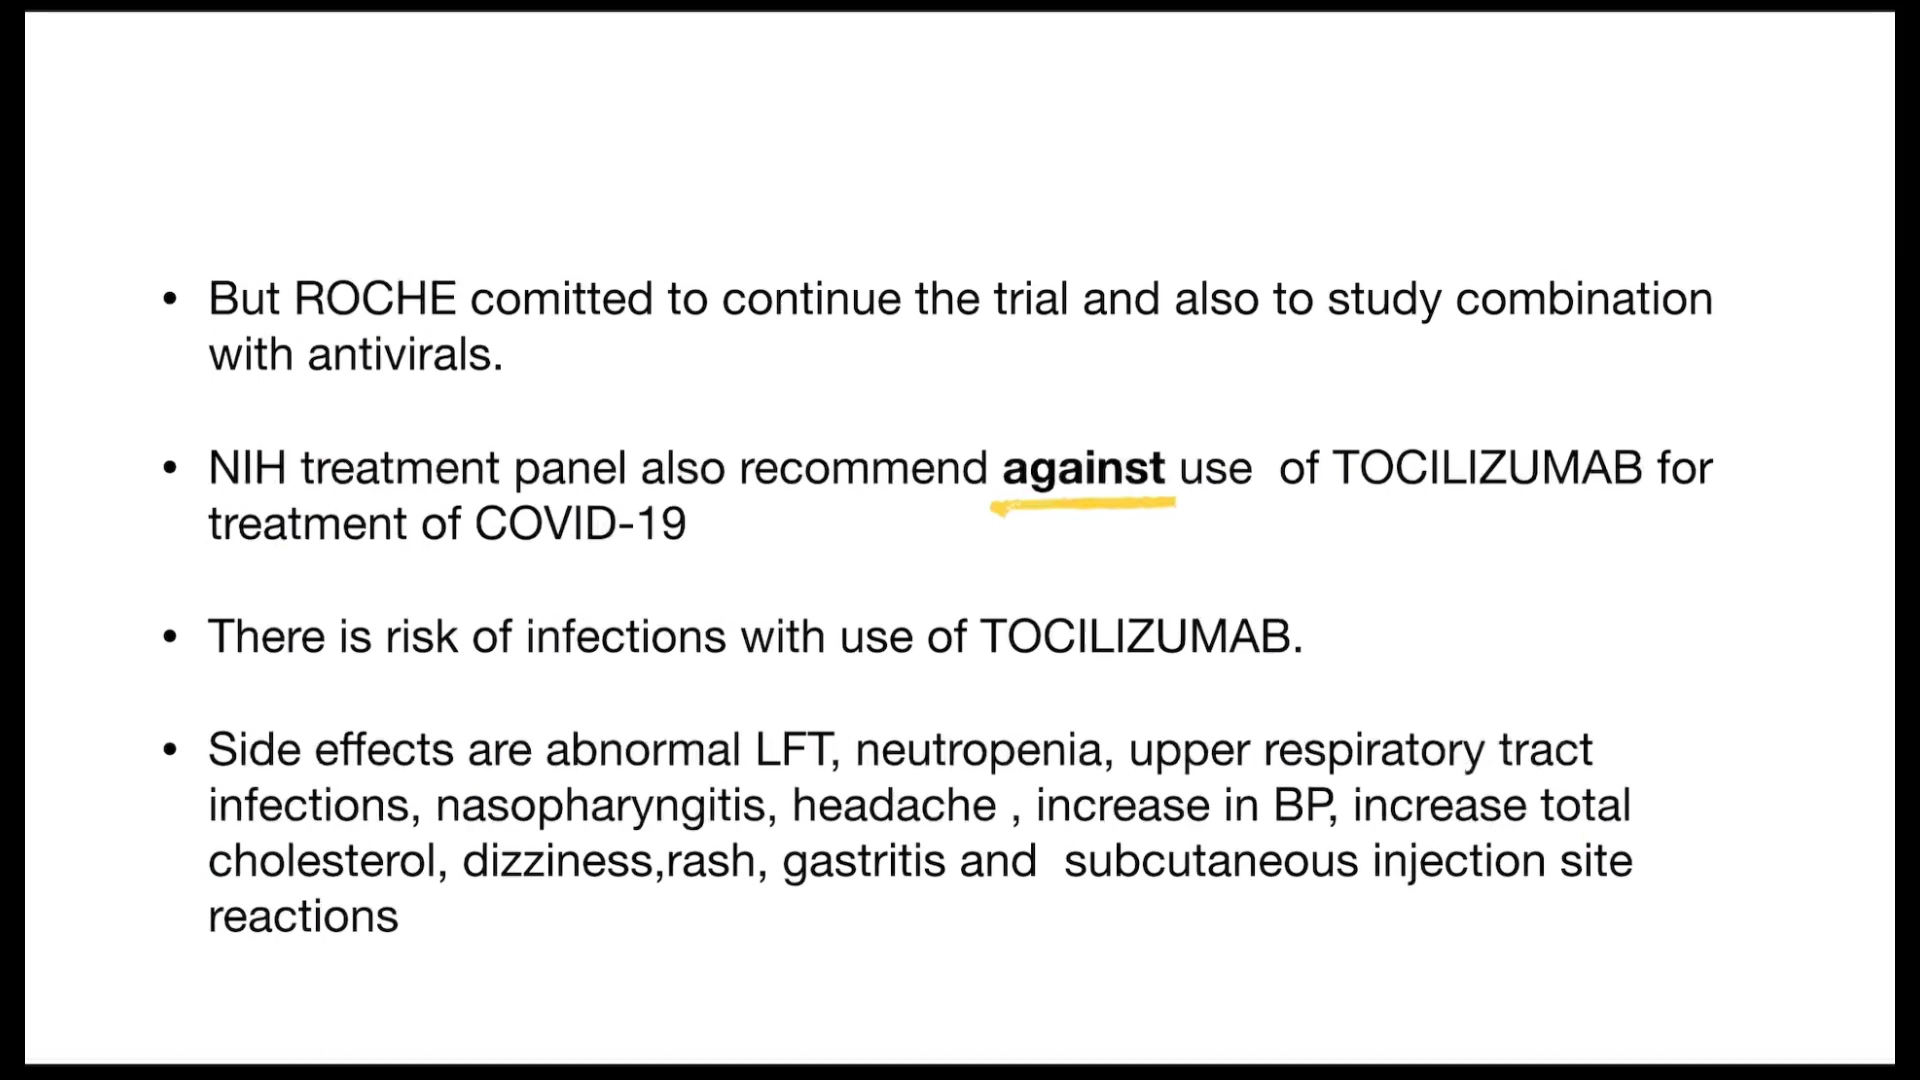 • But ROCHE comitted to continue the trial and also to study combination
with antivirals.
• NIH treatment panel also recommend against use  of TOCILIZUMAB for
treatment of COVID-19
• There is risk of infections with use of TOCILIZUMAB.
• Side effects are abnormal LFT, neutropenia, upper respiratory tract
infections, nasopharyngitis, headache , increase in BP, increase total
cholesterol, dizziness,rash, gastritis and  subcutaneous injection site
reactions